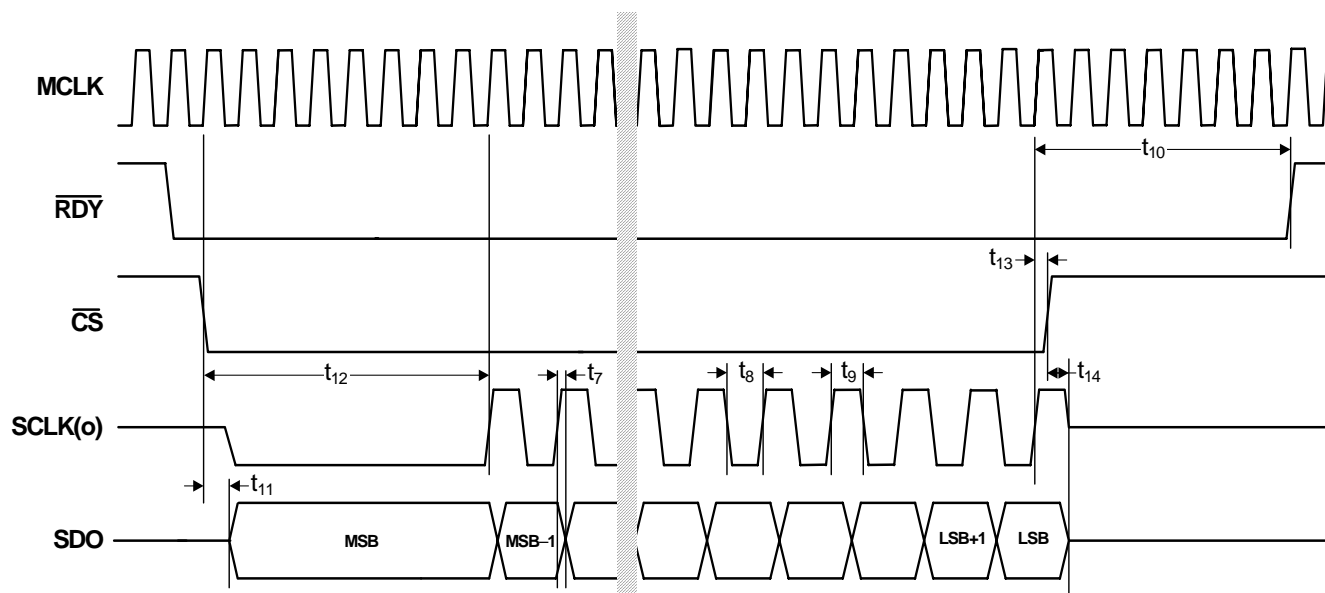 MCLK
t10
RDY
t13
CS
t12
t7
t8
t9
t14
SCLK(o)
t11
SDO
MSB
MSB–1
LSB+1
LSB